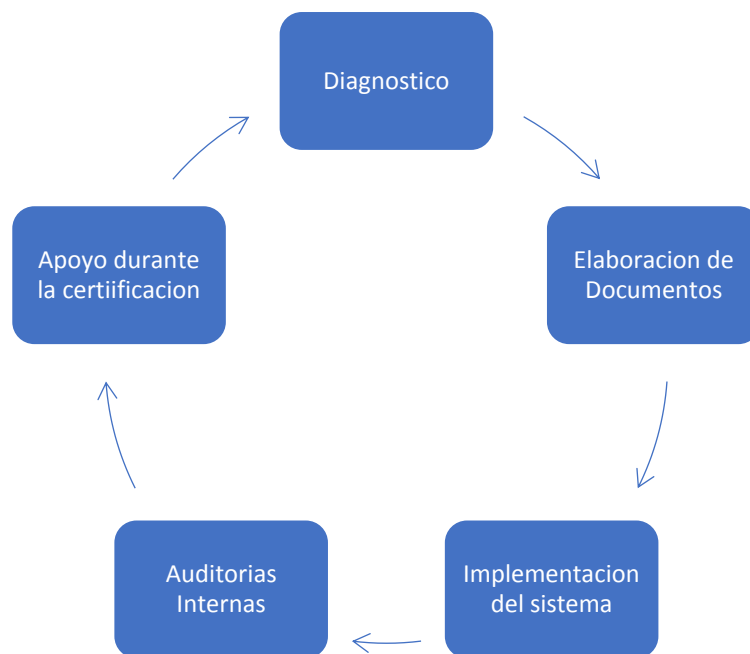 Diagnostico
Elaboracion de
Documentos
Implementacion
del sistema
Auditorias
Internas
Apoyo durante
la certiificacion